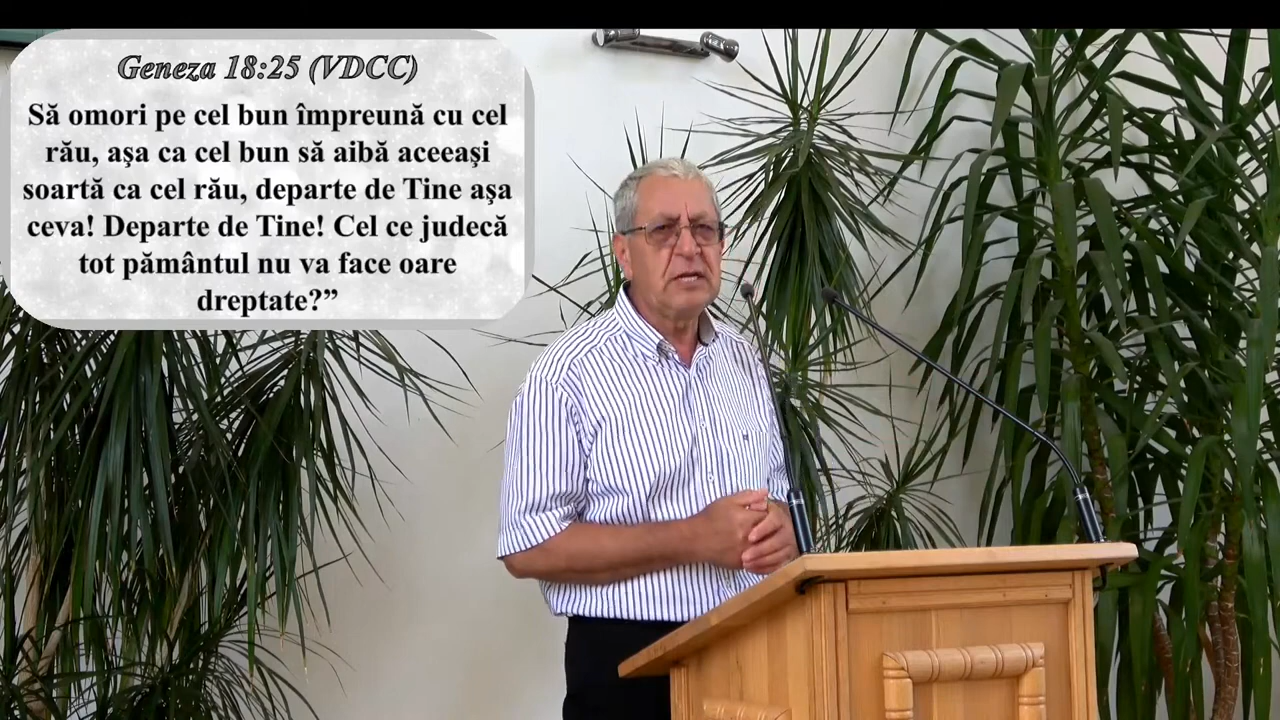 Geneza 18:25 (VDCC)
Să omori pe cel bun împreună cu cel
rău, aşa ca cel bun să aibă aceeaşi
soartă ca cel rău, departe de Tine aşa
ceva! Departe de Tine! Cel ce judecă
tot pământul nu va face oare
dreptate?”